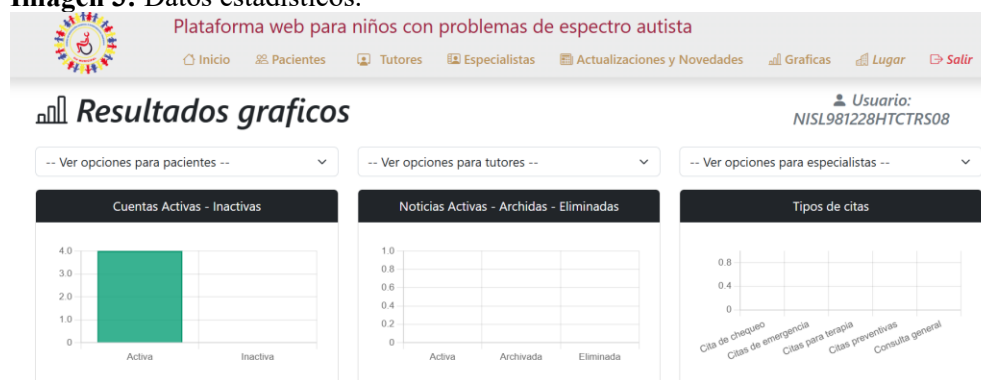 Imagen 3: Datos estadísticos.
Plataforma web para niños con problemas de espectro autista
Inicio Pacientes Tutores Especialistas Actualizaciones y Novedades Graficas Lugar Salir
Resultados graficos
Usuario:
NISL981228HTCTRS08
-- Ver opciones para pacientes -- -- Ver opciones para tutores -- -- Ver opciones para especialistas --
Cuentas Activas - Inactivas
4.0
3.0
2.0
1.0
0
Activa Inactiva
Noticias Activas - Archidas - Eliminadas
1.0
0.8
0.6
0.4
0.2
0
Activa Archivada Eliminada
Tipos de citas
0.8
0.4
0
Cita de chequeo
Citas de emergencia
Citas para terapia
Citas preventivas
Consulta general